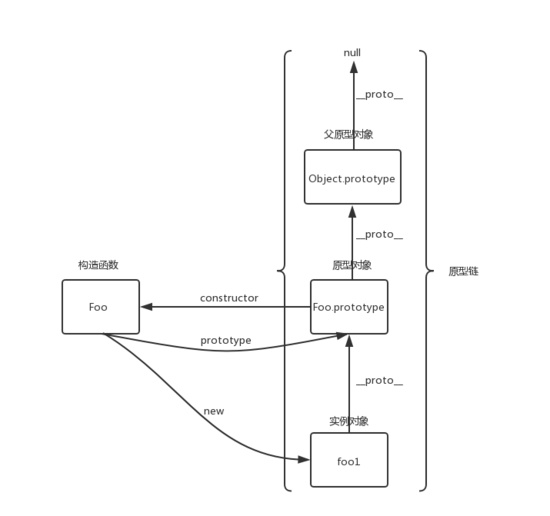 null
__proto__
父原型对象
Object.prototype
__proto__
构造函数
原型对象
原型链
Foo
constructor
Foo.prototype
prototype
__proto__
new
实例对象
foo1